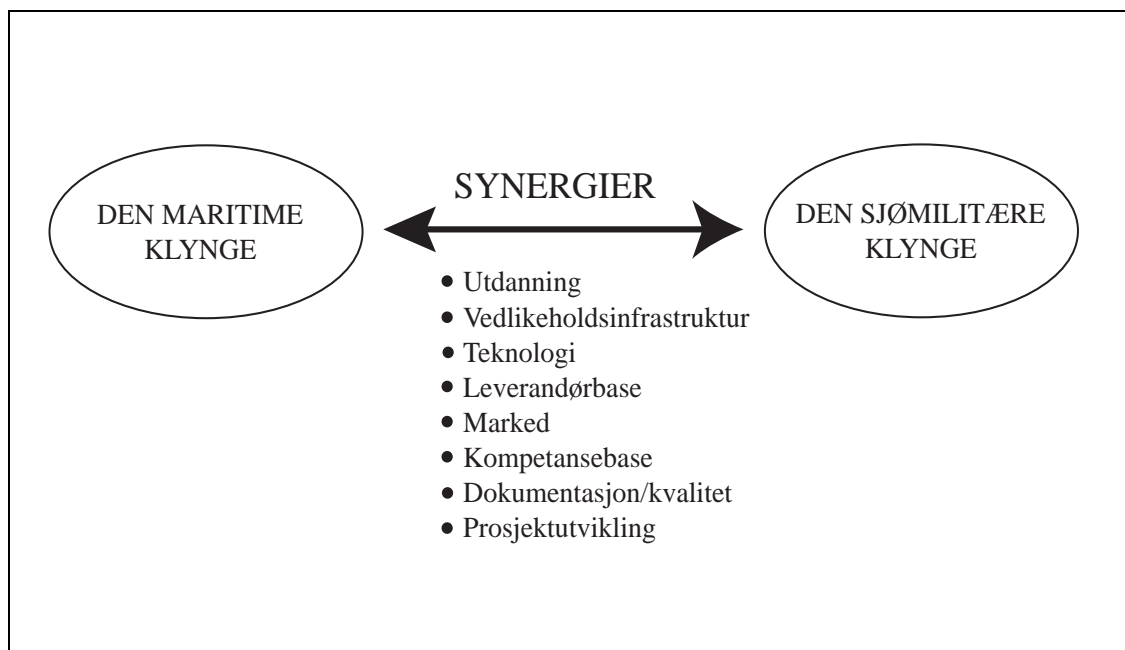 DEN MARITIME
KLYNGE
SYNERGIER
DEN SJØMILITÆRE
KLYNGE
• Utdanning
• Vedlikeholdsinfrastruktur
• Teknologi
• Leverandørbase
• Marked
• Kompetansebase
• Dokumentasjon/kvalitet
• Prosjektutvikling